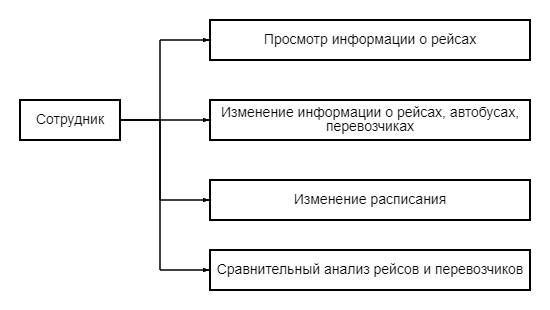 Просмотр информации о рейсах
Изменение информации о рейсах, автобусах,
перевозчиках
Сотрудник
Изменение расписания
Сравнительный анализ рейсов и перевозчиков